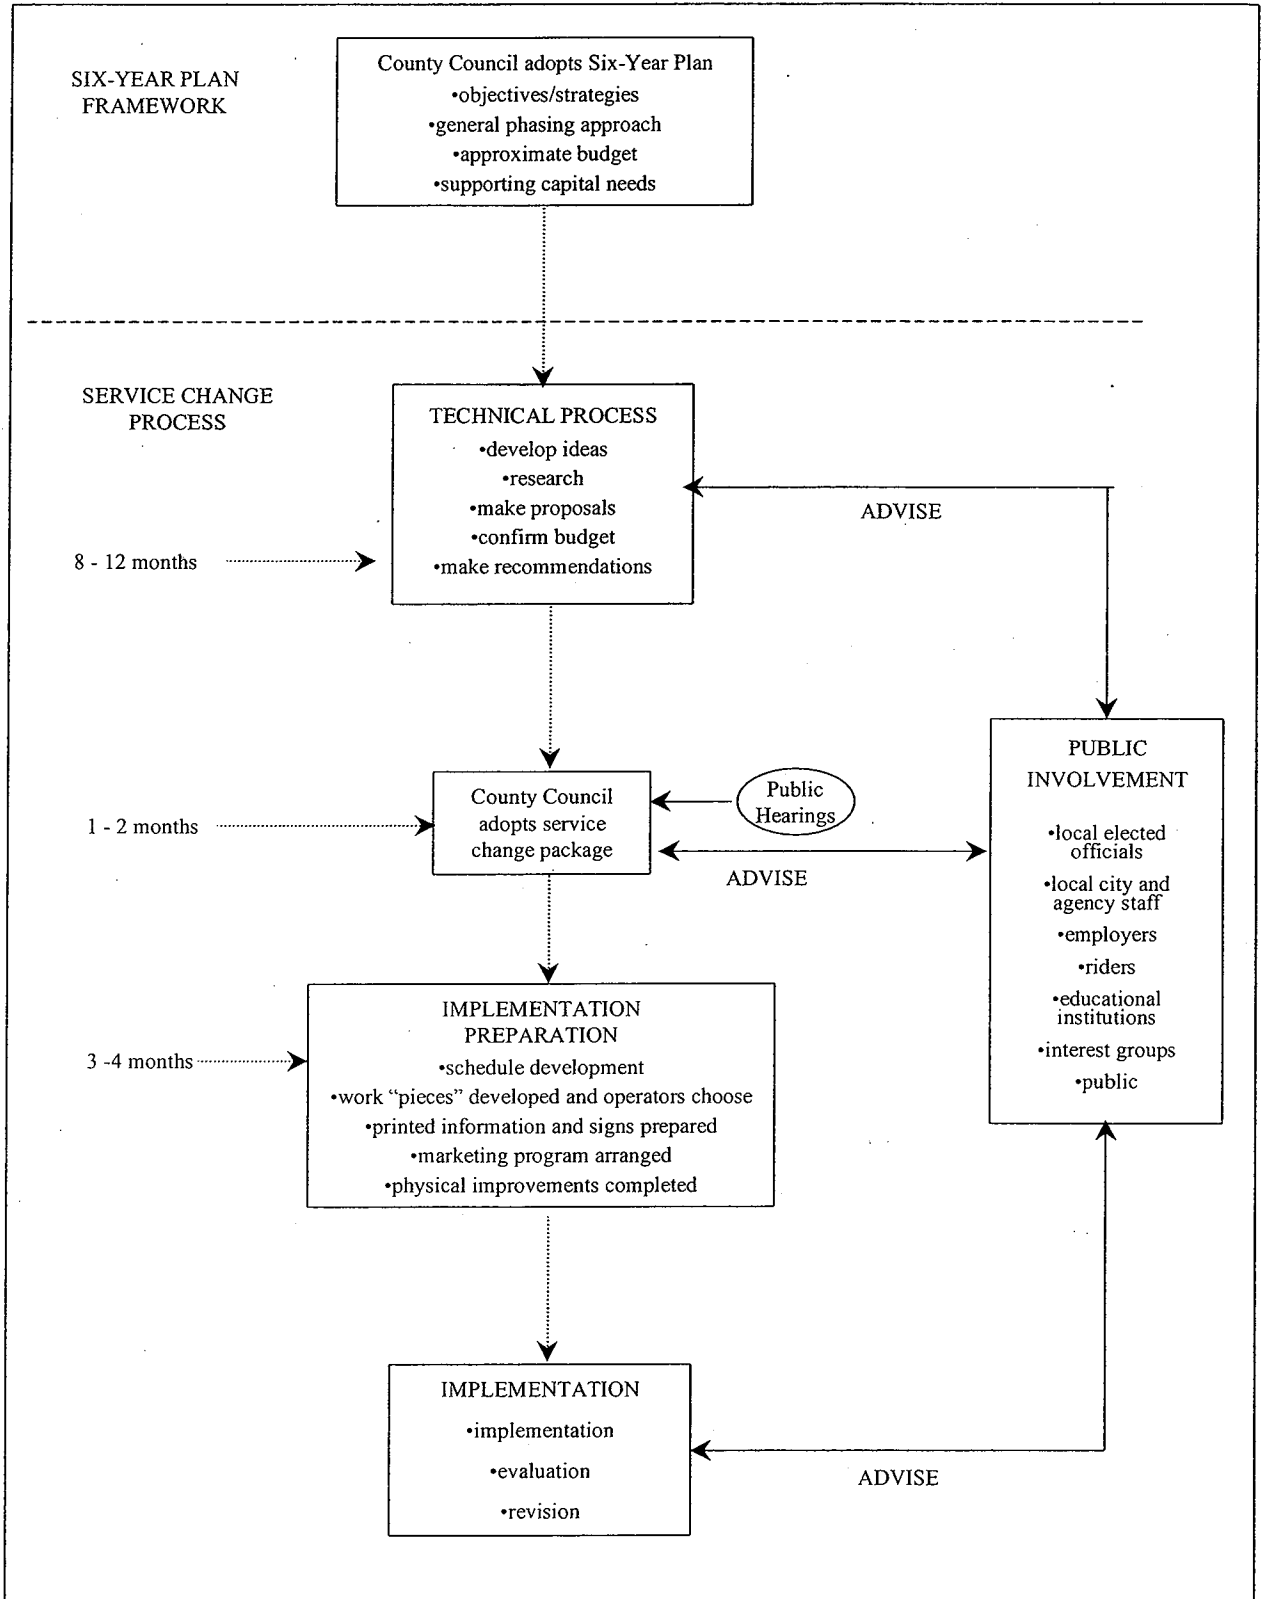 SIX-YEAR PLAN
FRAMEWORK
County Council adopts Six-Year Plan
•objectives/strategies
•general phasing approach
•approximate budget
•supporting capital needs
SERVICE CHANGE
PROCESS
TECHNICAL PROCESS
•develop ideas
•research
•make proposals
•confirm budget
•make recommendations
ADVISE
8 - 12 months
PUBLIC
INVOLVEMENT
•local elected
officials
•local city and
agency staff
•employers
•riders
•educational
institutions
•interest groups
•public
County Council
adopts service
change package
Public
Hearings
1 - 2 months
ADVISE
IMPLEMENTATION
PREPARATION
•schedule development
•work “pieces” developed and operators choose
•printed information and signs prepared
•marketing program arranged
•physical improvements completed
3 -4 months
IMPLEMENTATION
•implementation
•evaluation
•revision
ADVISE